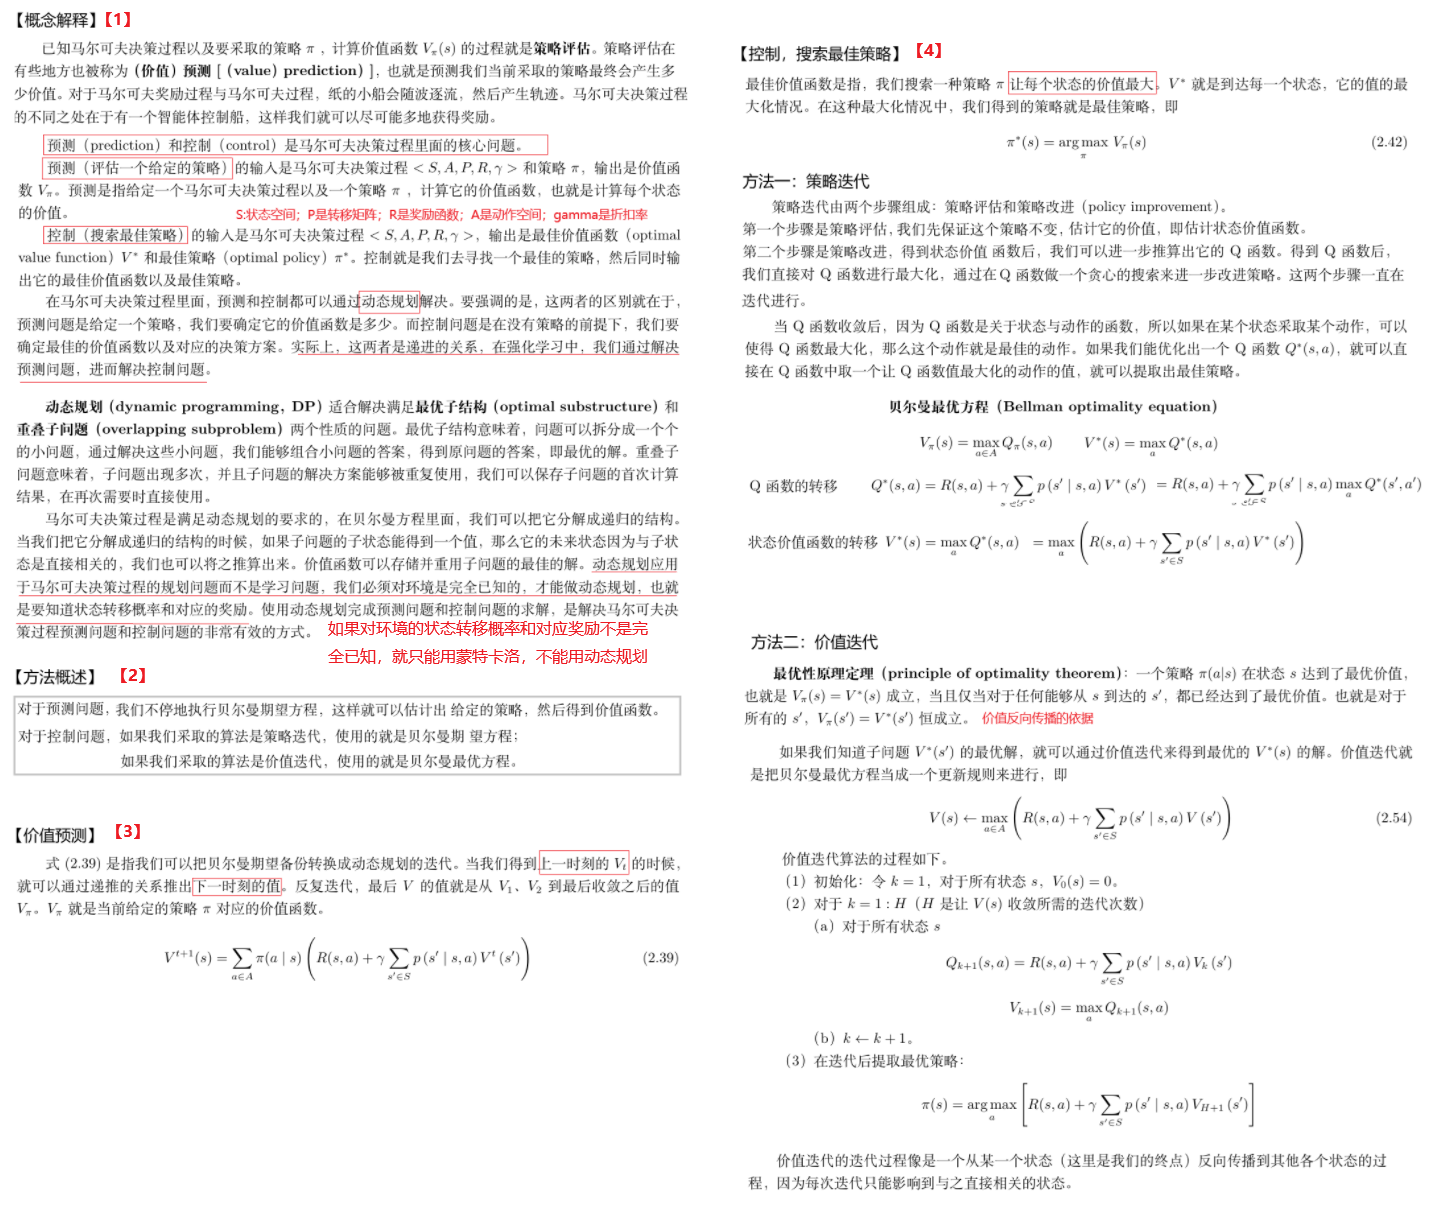 【概念解释】【1】
已知马尔可夫决策过程以及要采取的策略 π ，计算价值函数 Vπ(s) 的过程就是策略评估。策略评估在
有些地方也被称为（价值）预测 [（value）prediction）]，也就是预测我们当前采取的策略最终会产生多
少价值。对于马尔可夫奖励过程与马尔可夫过程，纸的小船会随波逐流，然后产生轨迹。马尔可夫决策过程
的不同之处在于有一个智能体控制船，这样我们就可以尽可能多地获得奖励。
预测（prediction）和控制（control）是马尔可夫决策过程里面的核心问题。
预测（评估一个给定的策略）的输入是马尔可夫决策过程 < S, A, P, R, γ > 和策略 π，输出是价值函
数 Vπ。预测是指给定一个马尔可夫决策过程以及一个策略 π ，计算它的价值函数，也就是计算每个状态
的价值。
S:状态空间；P是转移矩阵；R是奖励函数；A是动作空间；gamma是折扣率
控制（搜索最佳策略）的输入是马尔可夫决策过程 < S, A, P, R, γ >，输出是最佳价值函数（optimal
value function）V* 和最佳策略（optimal policy）π*。控制就是我们去寻找一个最佳的策略，然后同时输
出它的最佳价值函数以及最佳策略。
在马尔可夫决策过程里面，预测和控制都可以通过动态规划解决。要强调的是，这两者的区别就在于，
预测问题是给定一个策略，我们要确定它的价值函数是多少。而控制问题是在没有策略的前提下，我们要
确定最佳的价值函数以及对应的决策方案。实际上，这两者是递进的关系，在强化学习中，我们通过解决
预测问题，进而解决控制问题。
动态规划（dynamic programming，DP）适合解决满足最优子结构（optimal substructure）和
重叠子问题（overlapping subproblem）两个性质的问题。最优子结构意味着，问题可以拆分成一个个
的小问题，通过解决这些小问题，我们能够组合小问题的答案，得到原问题的答案，即最优的解。重叠子
问题意味着，子问题出现多次，并且子问题的解决方案能够被重复使用，我们可以保存子问题的首次计算
结果，在再次需要时直接使用。
马尔可夫决策过程是满足动态规划的要求的，在贝尔曼方程里面，我们可以把它分解成递归的结构。
当我们把它分解成递归的结构的时候，如果子问题的子状态能得到一个值，那么它的未来状态因为与子状
态是直接相关的，我们也可以将之推算出来。价值函数可以存储并重用子问题的最佳的解。动态规划应用
于马尔可夫决策过程的规划问题而不是学习问题，我们必须对环境是完全已知的，才能做动态规划，也就
是要知道状态转移概率和对应的奖励。使用动态规划完成预测问题和控制问题的求解，是解决马尔可夫决
策过程预测问题和控制问题的非常有效的方式。
如果对环境的状态转移概率和对应奖励不是完
全已知，就只能用蒙特卡洛，不能用动态规划
【方法概述】【2】
对于预测问题，我们不停地执行贝尔曼期望方程，这样就可以估计出 给定的策略，然后得到价值函数。
对于控制问题，如果我们采取的算法是策略迭代，使用的就是贝尔曼期 望方程；
如果我们采取的算法是价值迭代，使用的就是贝尔曼最优方程。
【价值预测】【3】
式 (2.39) 是指我们可以把贝尔曼期望备份转换成动态规划的迭代。当我们得到上一时刻的 Vt 的时候，
就可以通过递推的关系推出下一时刻的值。反复迭代，最后 V 的值就是从 V1、V2 到最后收敛之后的值
Vπ。Vπ 就是当前给定的策略 π 对应的价值函数。
V^{t+1}(s) = ∑_{a∈A} π(a | s) ( R(s, a) + γ ∑_{s'∈S} p (s' | s, a) V^t (s') ) (2.39)
【控制，搜索最佳策略】【4】
最佳价值函数是指，我们搜索一种策略 π 让每个状态的价值最大。V* 就是到达每一个状态，它的值的最
大化情况。在这种最大化情况中，我们得到的策略就是最佳策略，即
π*(s) = arg max_π Vπ(s) (2.42)
方法一：策略迭代
策略迭代由两个步骤组成：策略评估和策略改进（policy improvement）。
第一个步骤是策略评估，我们先保证这个策略不变，估计它的价值，即估计状态价值函数。
第二个步骤是策略改进，得到状态价值 函数后，我们可以进一步推算出它的 Q 函数。得到 Q 函数后，
我们直接对 Q 函数进行最大化，通过在 Q 函数做一个贪心的搜索来进一步改进策略。这两个步骤一直在
迭代进行。
当 Q 函数收敛后，因为 Q 函数是关于状态与动作的函数，所以如果在某个状态采取某个动作，可以
使得 Q 函数最大化，那么这个动作就是最佳的动作。如果我们能优化出一个 Q 函数 Q*(s, a)，就可以直
接在 Q 函数中取一个让 Q 函数值最大化的动作的值，就可以提取出最佳策略。
贝尔曼最优方程（Bellman optimality equation）
Vπ(s) = max_{a∈A} Qπ(s, a) V*(s) = max_a Q*(s, a)
Q 函数的转移 Q*(s, a) = R(s, a) + γ ∑_{s'∈S} p (s' | s, a) V* (s') = R(s, a) + γ ∑_{s'∈S} p (s' | s, a) max_a Q*(s', a')
状态价值函数的转移 V*(s) = max_a Q*(s, a) = max_a ( R(s, a) + γ ∑_{s'∈S} p (s' | s, a) V* (s') )
方法二：价值迭代
最优性原理定理（principle of optimality theorem）：一个策略 π(a|s) 在状态 s 达到了最优价值，
也就是 Vπ(s) = V*(s) 成立，当且仅当对于任何能够从 s 到达的 s'，都已经达到了最优价值。也就是对于
所有的 s'，Vπ(s') = V*(s') 恒成立。 价值反向传播的依据
如果我们知道子问题 V*(s') 的最优解，就可以通过价值迭代来得到最优的 V*(s) 的解。价值迭代就
是把贝尔曼最优方程当成一个更新规则来进行，即
V(s) ← max_{a∈A} ( R(s, a) + γ ∑_{s'∈S} p (s' | s, a) V (s') ) (2.54)
价值迭代算法的过程如下。
（1）初始化：令 k = 1，对于所有状态 s，V0(s) = 0。
（2）对于 k = 1 : H（H 是让 V(s) 收敛所需的迭代次数）
（a）对于所有状态 s
Q_{k+1}(s, a) = R(s, a) + γ ∑_{s'∈S} p (s' | s, a) V_k (s')
V_{k+1}(s) = max_a Q_{k+1}(s, a)
（b）k ← k + 1。
（3）在迭代后提取最优策略：
π(s) = arg max_a [ R(s, a) + γ ∑_{s'∈S} p (s' | s, a) V_{H+1} (s') ]
价值迭代的迭代过程像是一个从某一个状态（这里是我们的终点）反向传播到其他各个状态的过
程，因为每次迭代只能影响到与之直接相关的状态。